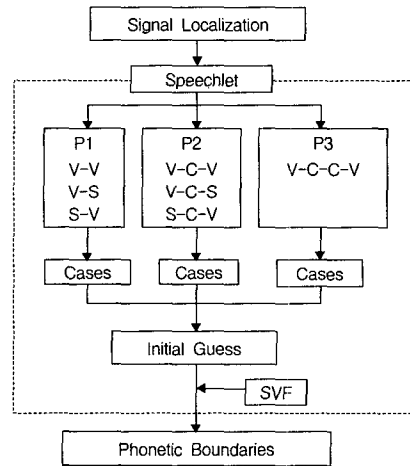 Signal Localization
Speechlet
P1
V-V
V-S
S-V
P2
V-C-V
V-C-S
S-C-V
P3
V-C-C-V
Cases
Cases
Cases
Initial Guess
SVF
Phonetic Boundaries